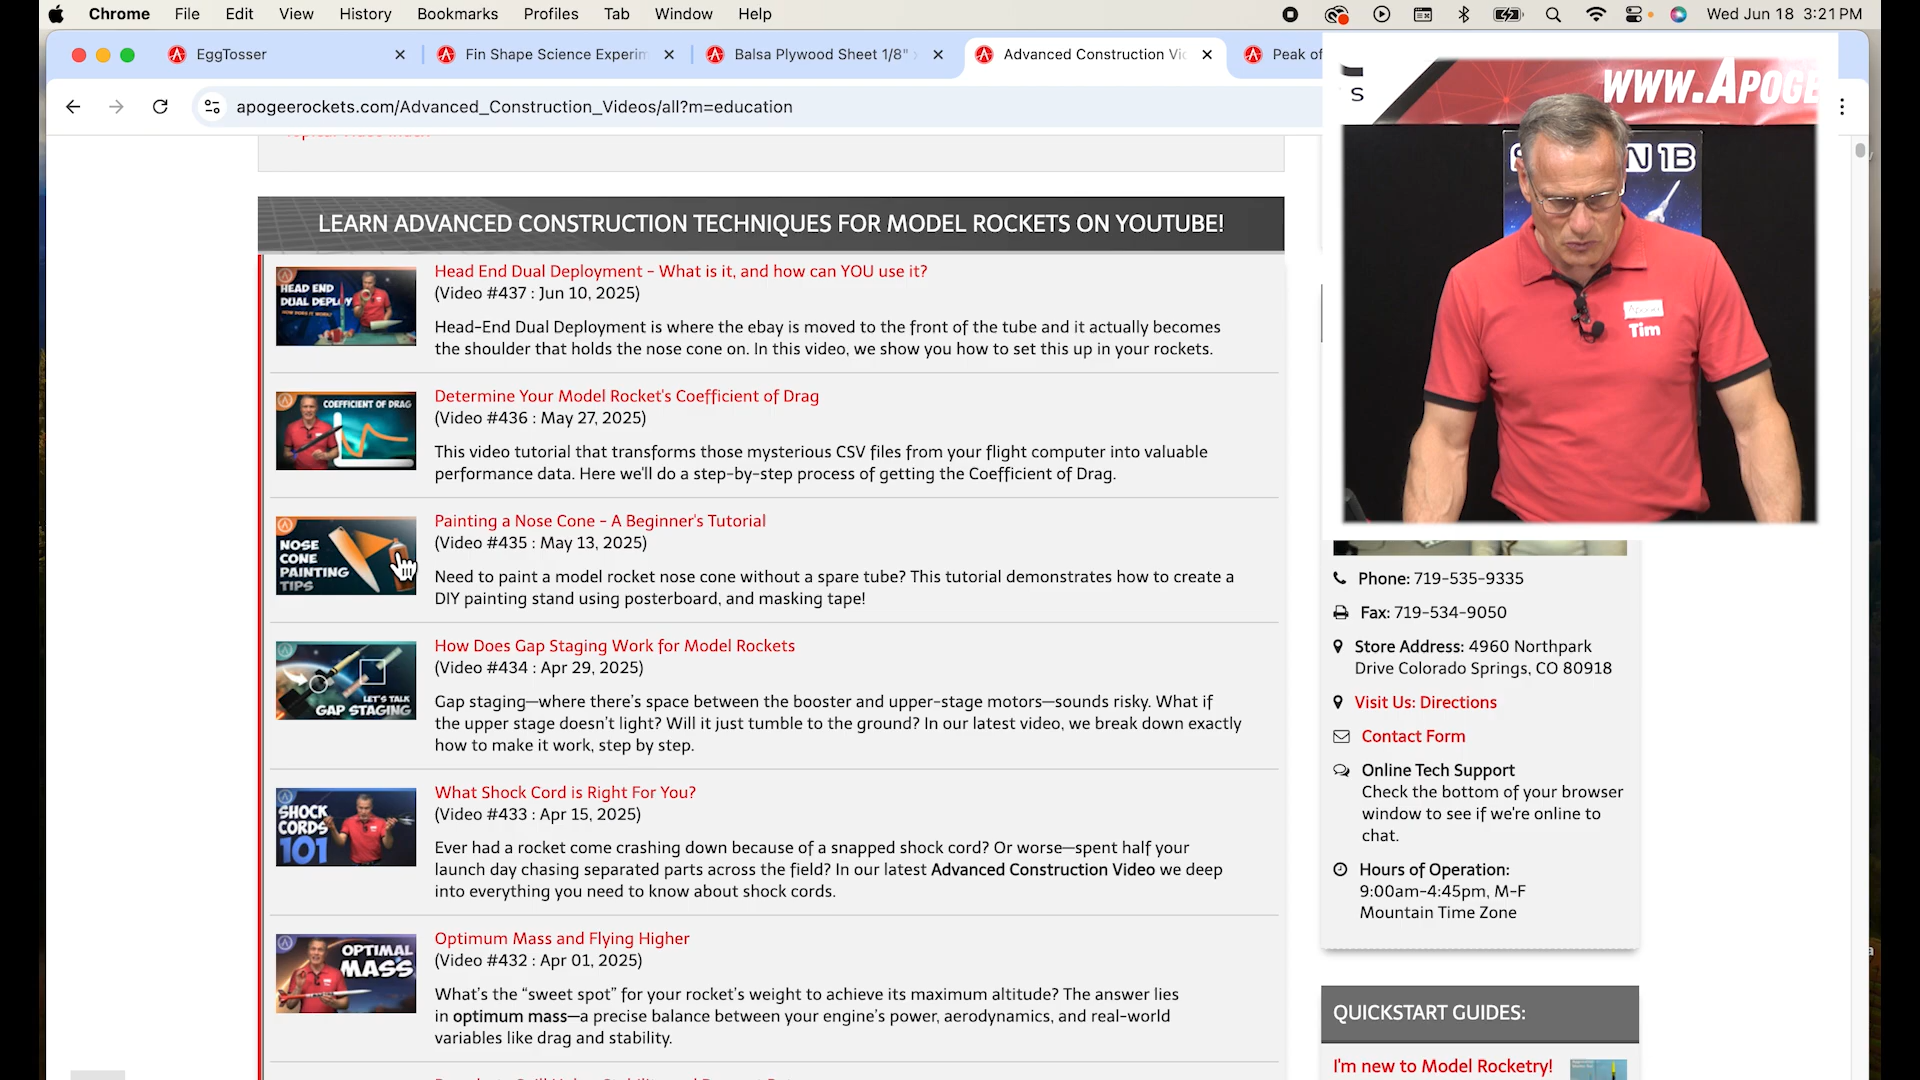 Chrome File Edit View History Bookmarks Profiles Tab Window Help Wed Jun 18 3:21 PM
EggTosser Fin Shape Science Experim Balsa Plywood Sheet 1/8" Advanced Construction Vi Peak of
apogeerockets.com/Advanced_Construction_Videos/all?m=education
WWW.APOGE
S
N 1B
Tim
LEARN ADVANCED CONSTRUCTION TECHNIQUES FOR MODEL ROCKETS ON YOUTUBE!
HEAD END
DUAL DEPLOY
HOW DOES IT WORK?
Head End Dual Deployment - What is it, and how can YOU use it?
(Video #437 : Jun 10, 2025)
Head-End Dual Deployment is where the ebay is moved to the front of the tube and it actually becomes
the shoulder that holds the nose cone on. In this video, we show you how to set this up in your rockets.
COEFFICIENT OF DRAG
Determine Your Model Rocket's Coefficient of Drag
(Video #436 : May 27, 2025)
This video tutorial that transforms those mysterious CSV files from your flight computer into valuable
performance data. Here we'll do a step-by-step process of getting the Coefficient of Drag.
NOSE
CONE
PAINTING
TIPS
Painting a Nose Cone - A Beginner's Tutorial
(Video #435 : May 13, 2025)
Need to paint a model rocket nose cone without a spare tube? This tutorial demonstrates how to create a
DIY painting stand using posterboard, and masking tape!
LET'S TALK
GAP STAGING
How Does Gap Staging Work for Model Rockets
(Video #434 : Apr 29, 2025)
Gap staging—where there's space between the booster and upper-stage motors—sounds risky. What if
the upper stage doesn't light? Will it just tumble to the ground? In our latest video, we break down exactly
how to make it work, step by step.
SHOCK
CORDS
101
What Shock Cord is Right For You?
(Video #433 : Apr 15, 2025)
Ever had a rocket come crashing down because of a snapped shock cord? Or worse—spent half your
launch day chasing separated parts across the field? In our latest Advanced Construction Video we deep
into everything you need to know about shock cords.
OPTIMAL
MASS
Optimum Mass and Flying Higher
(Video #432 : Apr 01, 2025)
What's the “sweet spot” for your rocket's weight to achieve its maximum altitude? The answer lies
in optimum mass—a precise balance between your engine's power, aerodynamics, and real-world
variables like drag and stability.
Phone: 719-535-9335
Fax: 719-534-9050
Store Address: 4960 Northpark
Drive Colorado Springs, CO 80918
Visit Us: Directions
Contact Form
Online Tech Support
Check the bottom of your browser
window to see if we're online to
chat.
Hours of Operation:
9:00am-4:45pm, M-F
Mountain Time Zone
QUICKSTART GUIDES:
I'm new to Model Rocketry!